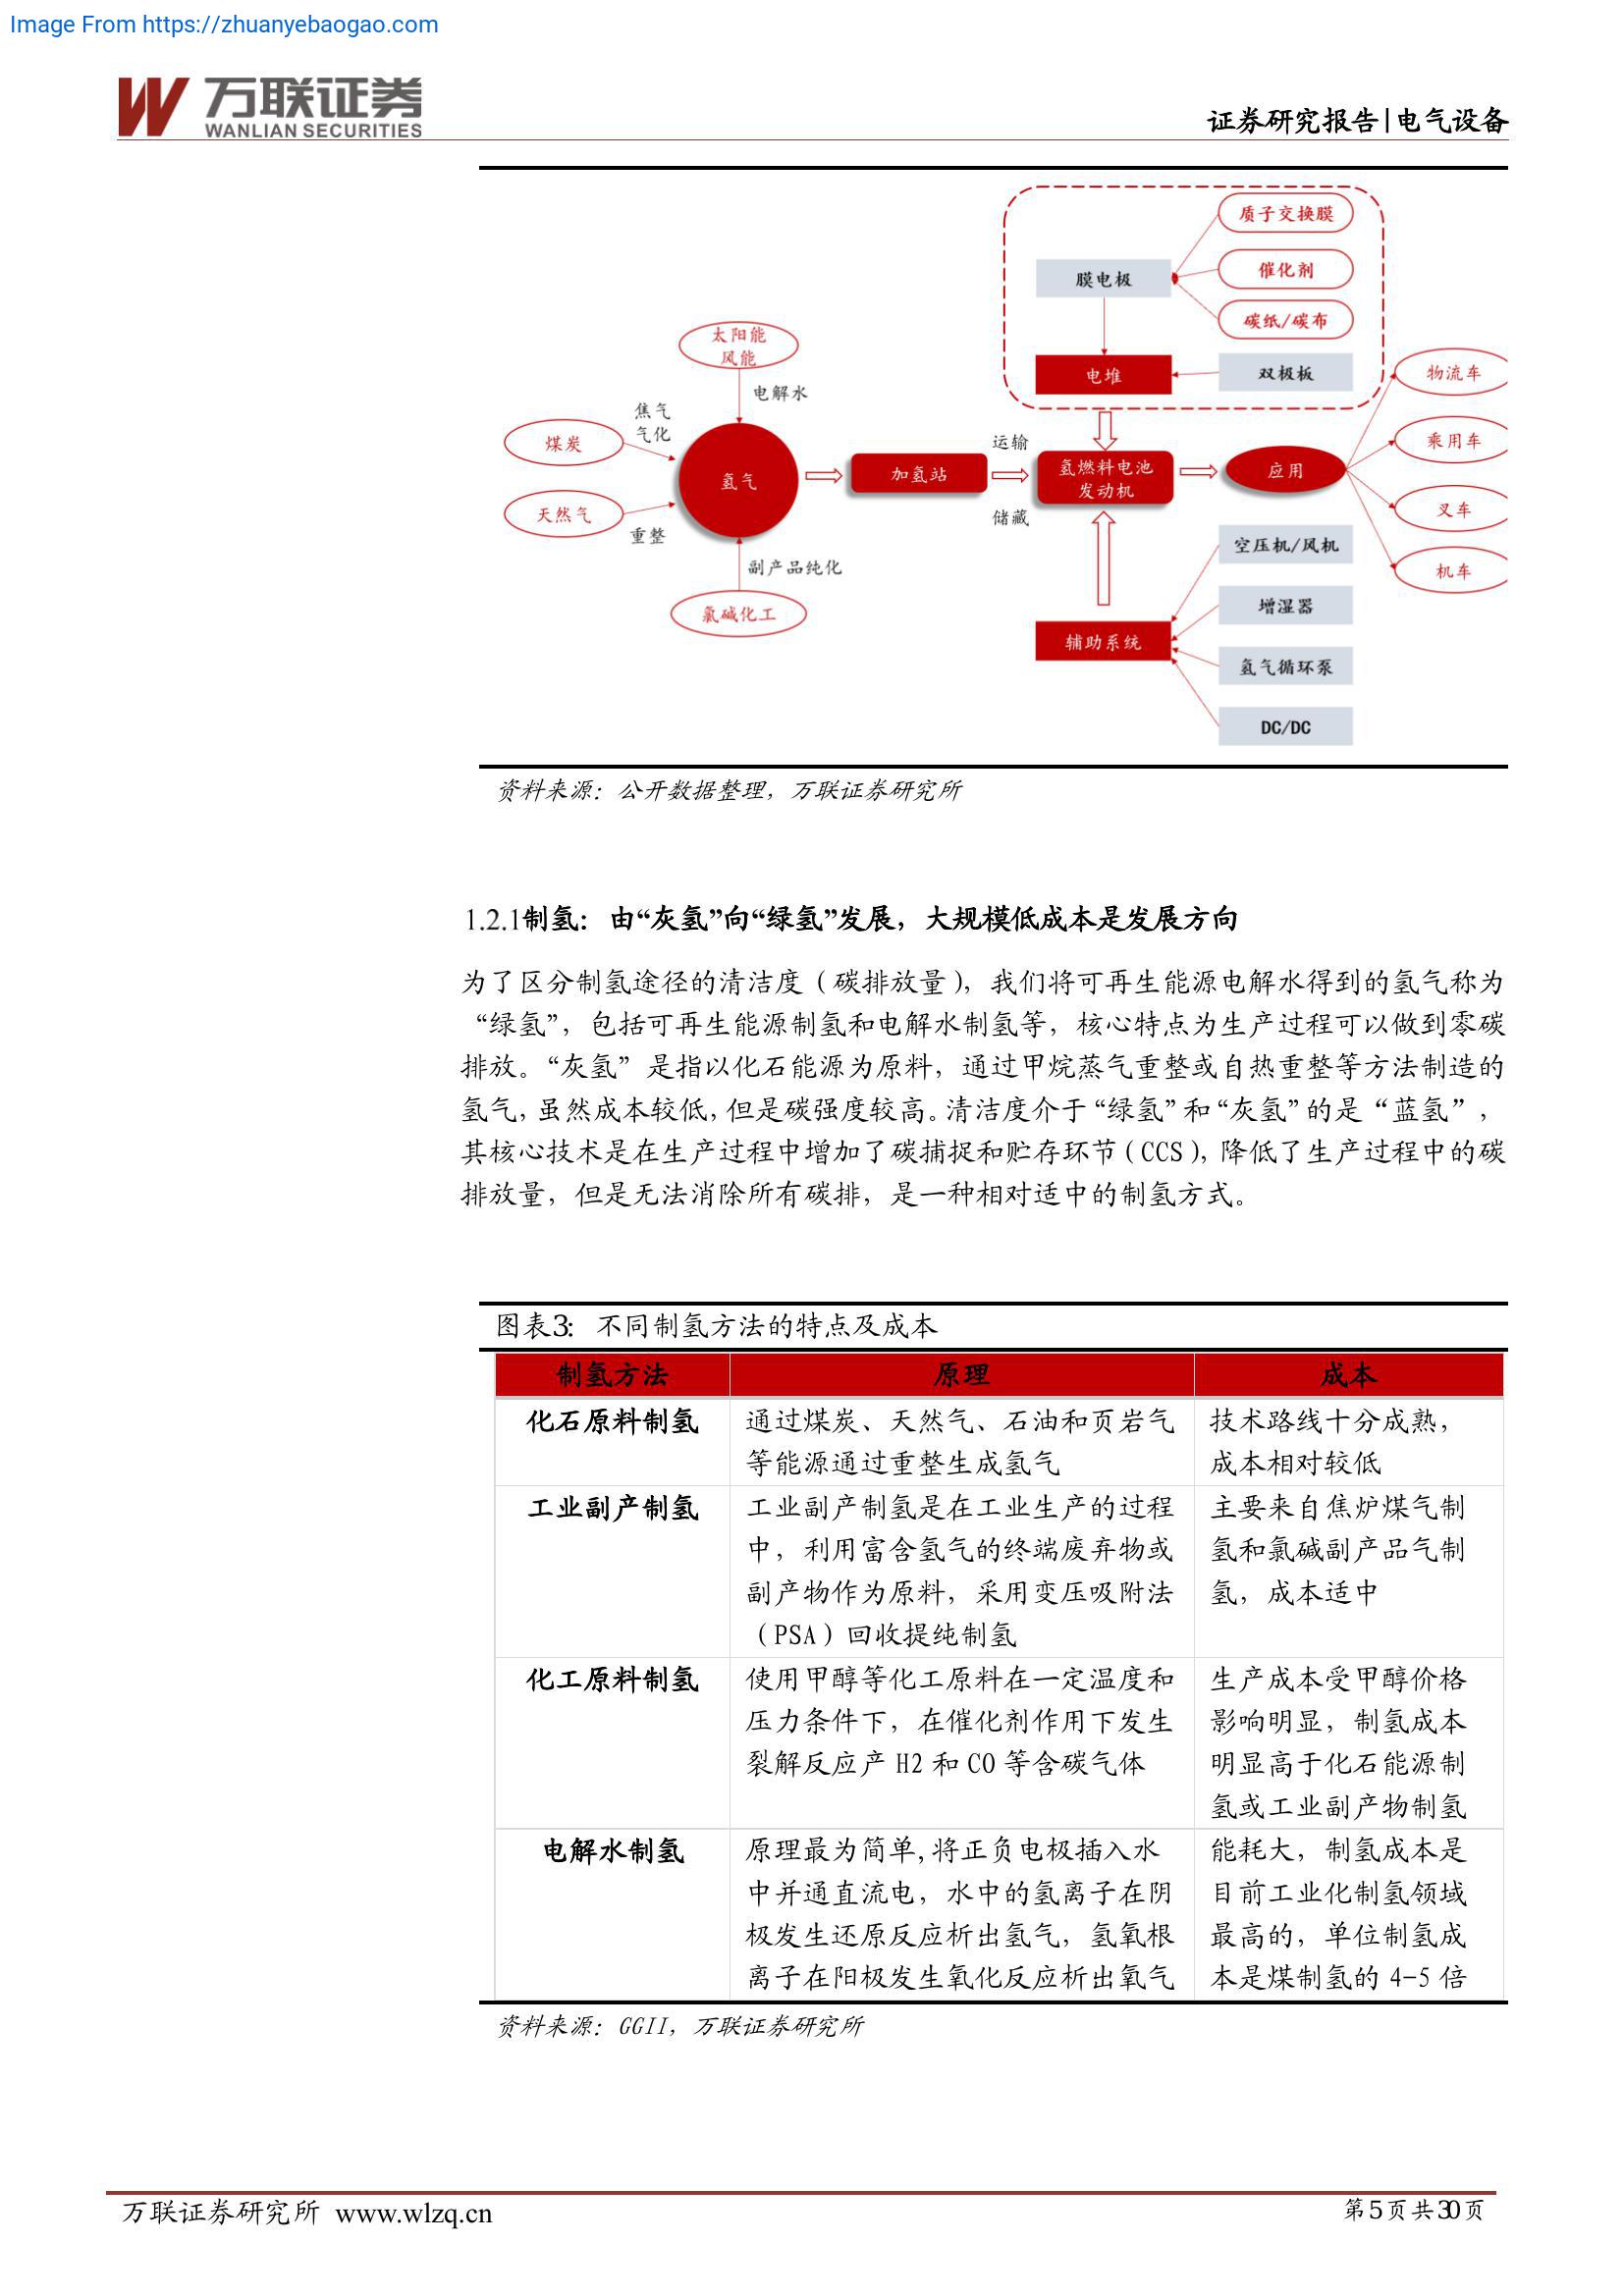 Image From https://zhuanyebaogao.com
万联证券
WANLIAN SECURITIES
证券研究报告|电气设备
质子交换膜
膜电极
催化剂
碳纸/碳布
太阳能
风能
电堆
双极板
物流车
电解水
焦气
气化
煤炭
乘用车
运输
氢气
加氢站
氢燃料电池
发动机
应用
天然气
重整
储藏
叉车
空压机/风机
副产品纯化
机车
氯碱化工
增湿器
辅助系统
氢气循环泵
DC/DC
资料来源：公开数据整理，万联证券研究所
1.2.1制氢：由“灰氢”向“绿氢”发展，大规模低成本是发展方向
为了区分制氢途径的清洁度（碳排放量），我们将可再生能源电解水得到的氢气称为
“绿氢”，包括可再生能源制氢和电解水制氢等，核心特点为生产过程可以做到零碳
排放。“灰氢”是指以化石能源为原料，通过甲烷蒸气重整或自热重整等方法制造的
氢气，虽然成本较低，但是碳强度较高。清洁度介于“绿氢”和“灰氢”的是“蓝氢”，
其核心技术是在生产过程中增加了碳捕捉和贮存环节（CCS），降低了生产过程中的碳
排放量，但是无法消除所有碳排，是一种相对适中的制氢方式。
图表3：不同制氢方法的特点及成本
制氢方法 原理 成本
化石原料制氢 通过煤炭、天然气、石油和页岩气 技术路线十分成熟，
等能源通过重整生成氢气 成本相对较低
工业副产制氢 工业副产制氢是在工业生产的过程 主要来自焦炉煤气制
中，利用富含氢气的终端废弃物或 氢和氯碱副产品气制
副产物作为原料，采用变压吸附法 氢，成本适中
（PSA）回收提纯制氢
化工原料制氢 使用甲醇等化工原料在一定温度和 生产成本受甲醇价格
压力条件下，在催化剂作用下发生 影响明显，制氢成本
裂解反应产 H2 和 CO 等含碳气体 明显高于化石能源制
氢或工业副产物制氢
电解水制氢 原理最为简单,将正负电极插入水 能耗大，制氢成本是
中并通直流电，水中的氢离子在阴 目前工业化制氢领域
极发生还原反应析出氢气，氢氧根 最高的，单位制氢成
离子在阳极发生氧化反应析出氧气 本是煤制氢的 4-5 倍
资料来源：GGII，万联证券研究所
万联证券研究所 www.wlzq.cn
第5页共30页